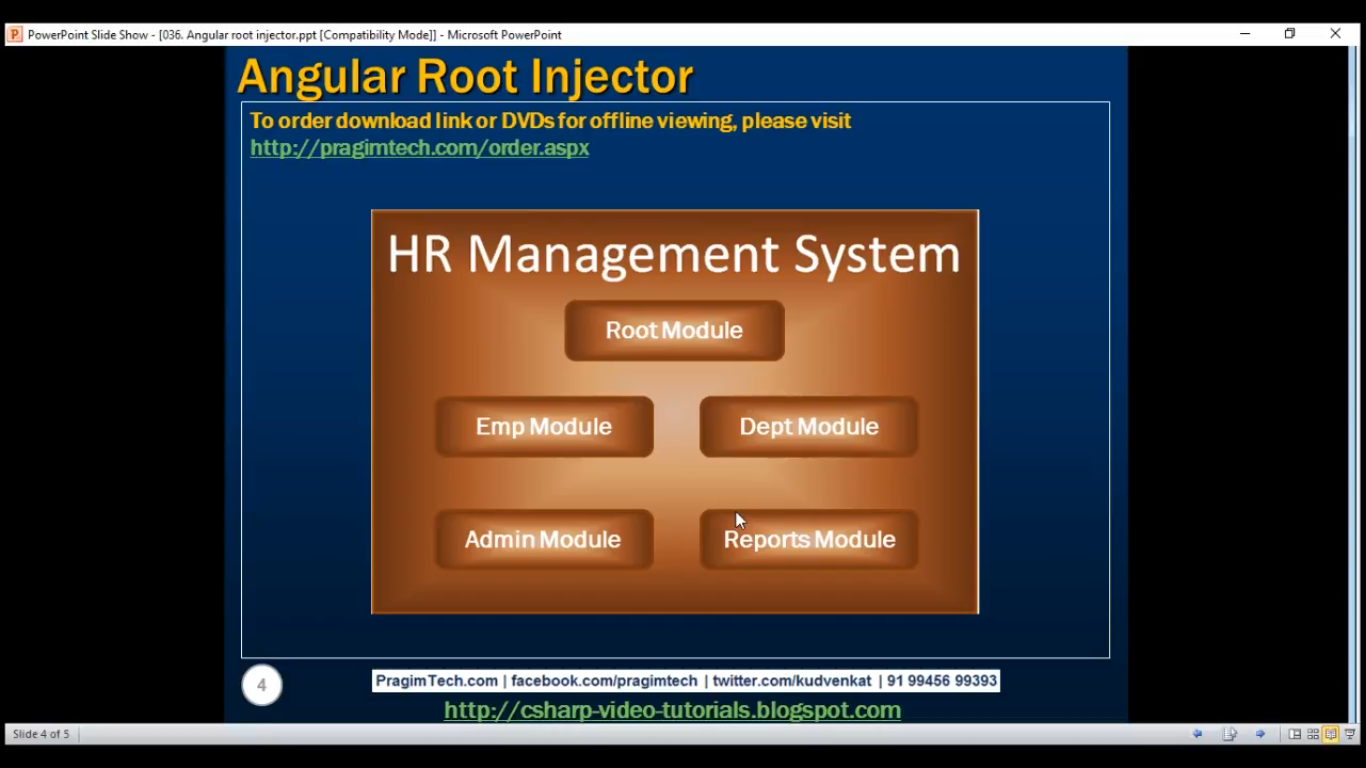 PowerPoint Slide Show - [036. Angular root injector.ppt [Compatibility Mode]] - Microsoft PowerPoint
Angular Root Injector
To order download link or DVDs for offline viewing, please visit
http://pragimtech.com/order.aspx
HR Management System
Root Module
Emp Module
Dept Module
Admin Module
Reports Module
4
PragimTech.com | facebook.com/pragimtech | twitter.com/kudvenkat | 91 99456 99393
http://csharp-video-tutorials.blogspot.com
Slide 4 of 5